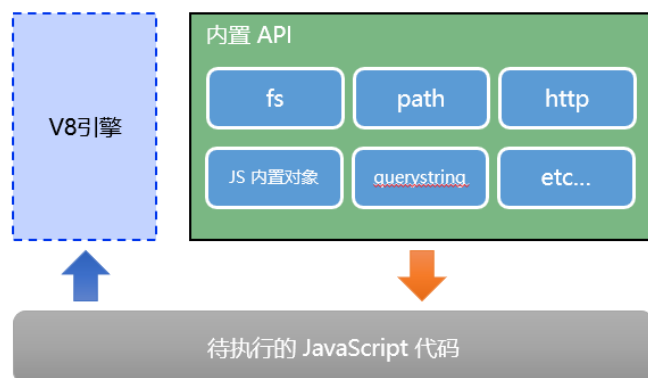 内置 API
V8引擎
fs
path
http
JS 内置对象
querystring
etc...
待执行的 JavaScript 代码